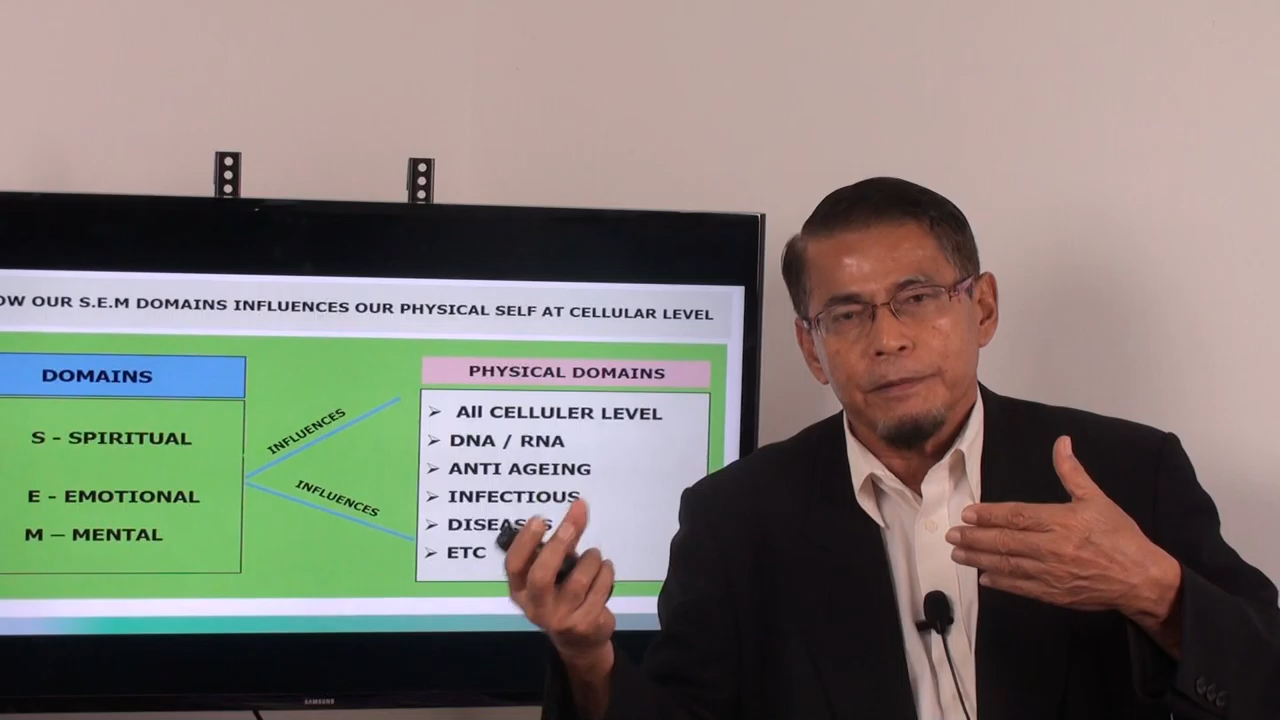 OW OUR S.E.M DOMAINS INFLUENCES OUR PHYSICAL SELF AT CELLULAR LEVEL
DOMAINS
S - SPIRITUAL
E - EMOTIONAL
M – MENTAL
INFLUENCES
INFLUENCES
PHYSICAL DOMAINS
All CELLULER LEVEL
DNA / RNA
ANTI AGEING
INFECTIOUS
DISEASES
ETC
SAMSUNG